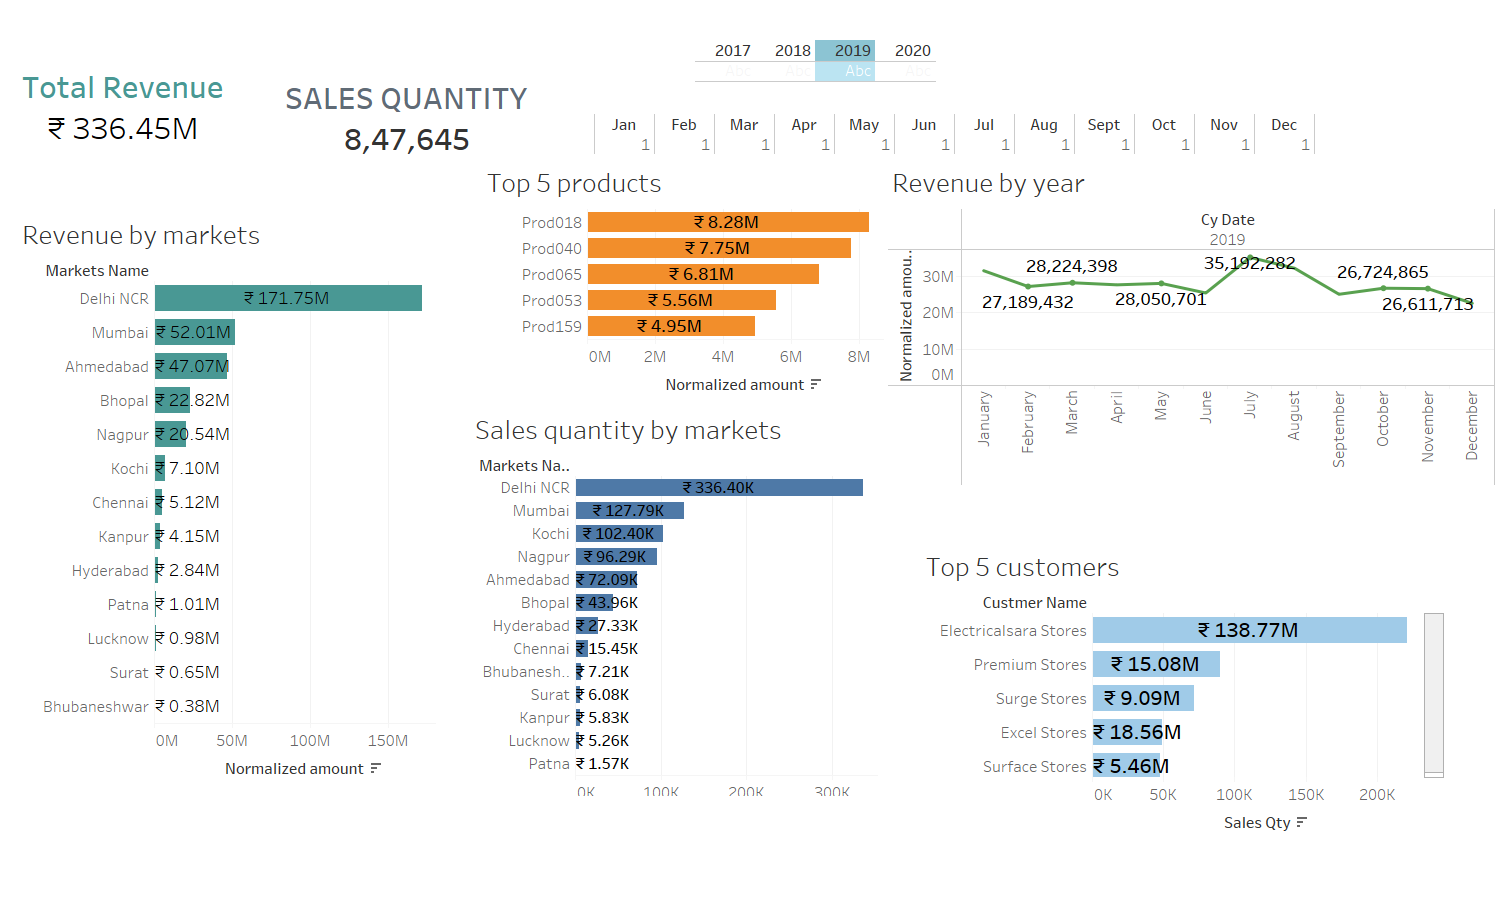 2017 2018 2019 2020
Abc Abc Abc Abc
Total Revenue
₹ 336.45M
SALES QUANTITY
8,47,645
Jan Feb Mar Apr May Jun Jul Aug Sept Oct Nov Dec
1 1 1 1 1 1 1 1 1 1 1 1
Revenue by markets
Markets Name
Delhi NCR ₹ 171.75M
Mumbai ₹ 52.01M
Ahmedabad ₹ 47.07M
Bhopal ₹ 22.82M
Nagpur ₹ 20.54M
Kochi ₹ 7.10M
Chennai ₹ 5.12M
Kanpur ₹ 4.15M
Hyderabad ₹ 2.84M
Patna ₹ 1.01M
Lucknow ₹ 0.98M
Surat ₹ 0.65M
Bhubaneshwar ₹ 0.38M
0M 50M 100M 150M
Normalized amount
Top 5 products
Prod018 ₹ 8.28M
Prod040 ₹ 7.75M
Prod065 ₹ 6.81M
Prod053 ₹ 5.56M
Prod159 ₹ 4.95M
0M 2M 4M 6M 8M
Normalized amount
Sales quantity by markets
Markets Na..
Delhi NCR ₹ 336.40K
Mumbai ₹ 127.79K
Kochi ₹ 102.40K
Nagpur ₹ 96.29K
Ahmedabad ₹ 72.09K
Bhopal ₹ 43.96K
Hyderabad ₹ 27.33K
Chennai ₹ 15.45K
Bhubanesh.. ₹ 7.21K
Surat ₹ 6.08K
Kanpur ₹ 5.83K
Lucknow ₹ 5.26K
Patna ₹ 1.57K
0K 100K 200K 300K
Revenue by year
Cy Date
2019
Normalized amou..
30M
20M
10M
0M
28,224,398 35,192,282 26,724,865
27,189,432 28,050,701 26,611,713
January February March April May June July August September October November December
Top 5 customers
Custmer Name
Electricalsara Stores ₹ 138.77M
Premium Stores ₹ 15.08M
Surge Stores ₹ 9.09M
Excel Stores ₹ 18.56M
Surface Stores ₹ 5.46M
0K 50K 100K 150K 200K
Sales Qty